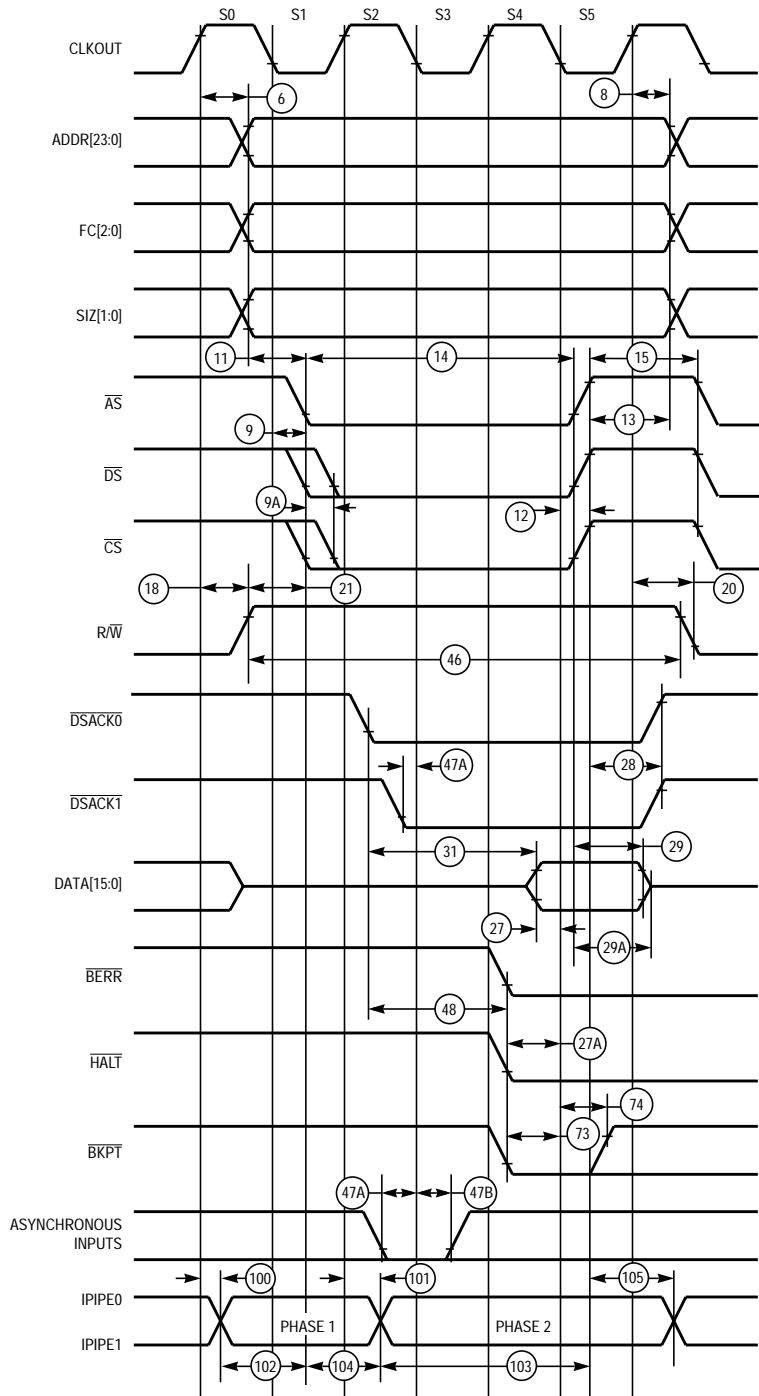 S0 S1 S2 S3 S4 S5
CLKOUT
6 8
ADDR[23:0]
FC[2:0]
SIZ[1:0]
11 14 15
AS
13
9
DS
9A 12
CS
18 21 20
R/W
46
DSACK0
47A 28
DSACK1
31 29
DATA[15:0]
27 29A
BERR
48
27A
HALT
74
73
BKPT
47A 47B
ASYNCHRONOUS
INPUTS
100 101 105
IPIPE0
PHASE 1 PHASE 2
IPIPE1
102 104 103